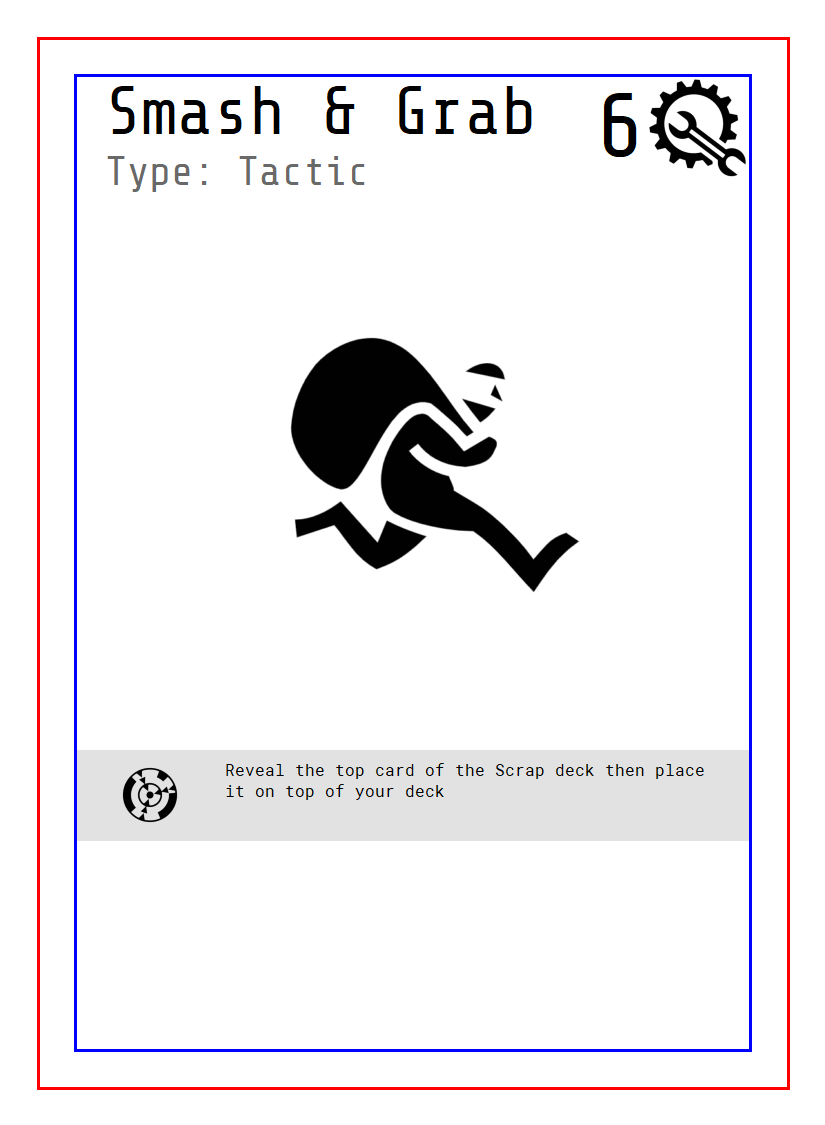 Smash & Grab 6
Type: Tactic
Reveal the top card of the Scrap deck then place
it on top of your deck